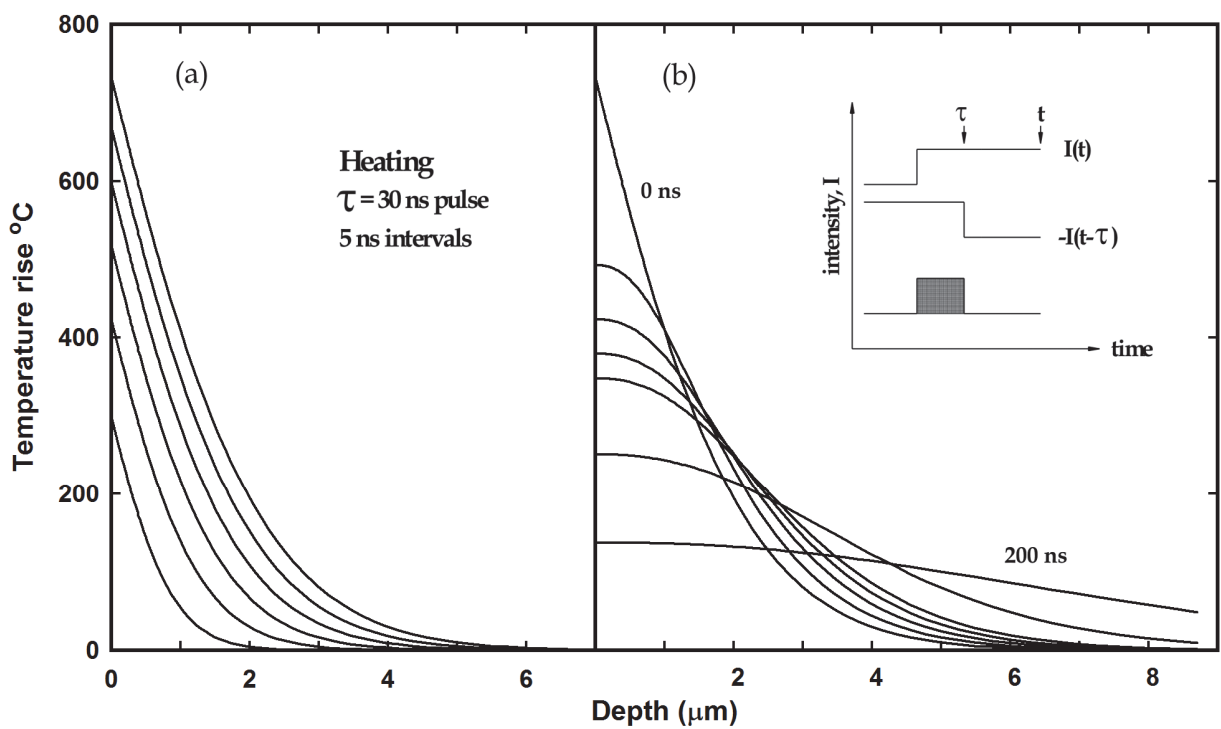 800
600
400
200
0
Temperature rise °C
(a)
Heating
τ = 30 ns pulse
5 ns intervals
0
2
4
6
(b)
0 ns
200 ns
intensity, I
τ
t
I(t)
-I(t-τ)
time
2
4
6
8
Depth (μm)